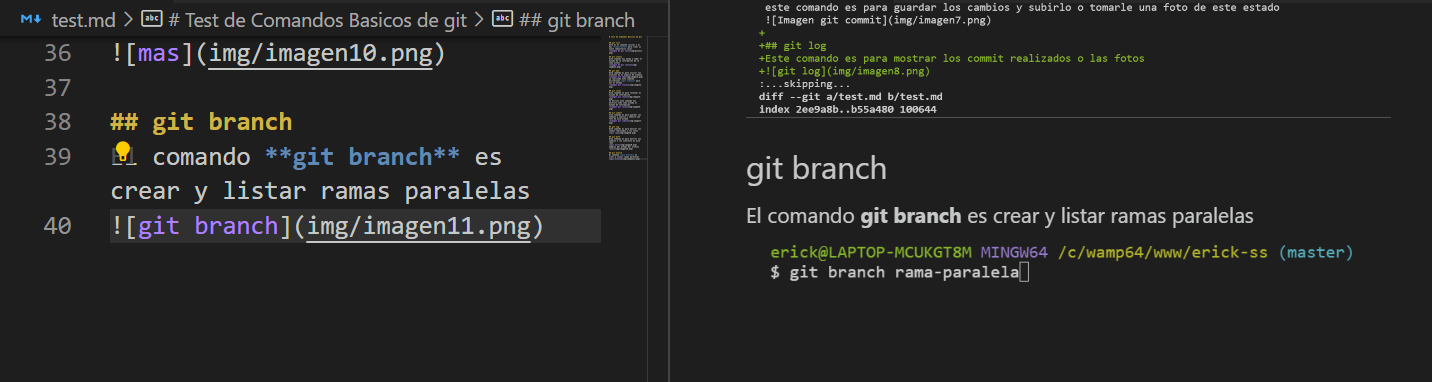 test.md > # Test de Comandos Basicos de git > ## git branch
36 ![mas](img/imagen10.png)
37
38 ## git branch
39 comando **git branch** es
crear y listar ramas paralelas
40 ![git branch](img/imagen11.png)
este comando es para guardar los cambios y subirlo o tomarle una foto de este estado
![Imagen git commit](img/imagen7.png)
+
+## git log
+Este comando es para mostrar los commit realizados o las fotos
+![git log](img/imagen8.png)
:...skipping...
diff --git a/test.md b/test.md
index 2ee9a8b..b55a480 100644
git branch
El comando git branch es crear y listar ramas paralelas
erick@LAPTOP-MCUKGT8M MINGW64 /c/wamp64/www/erick-ss (master)
$ git branch rama-paralela